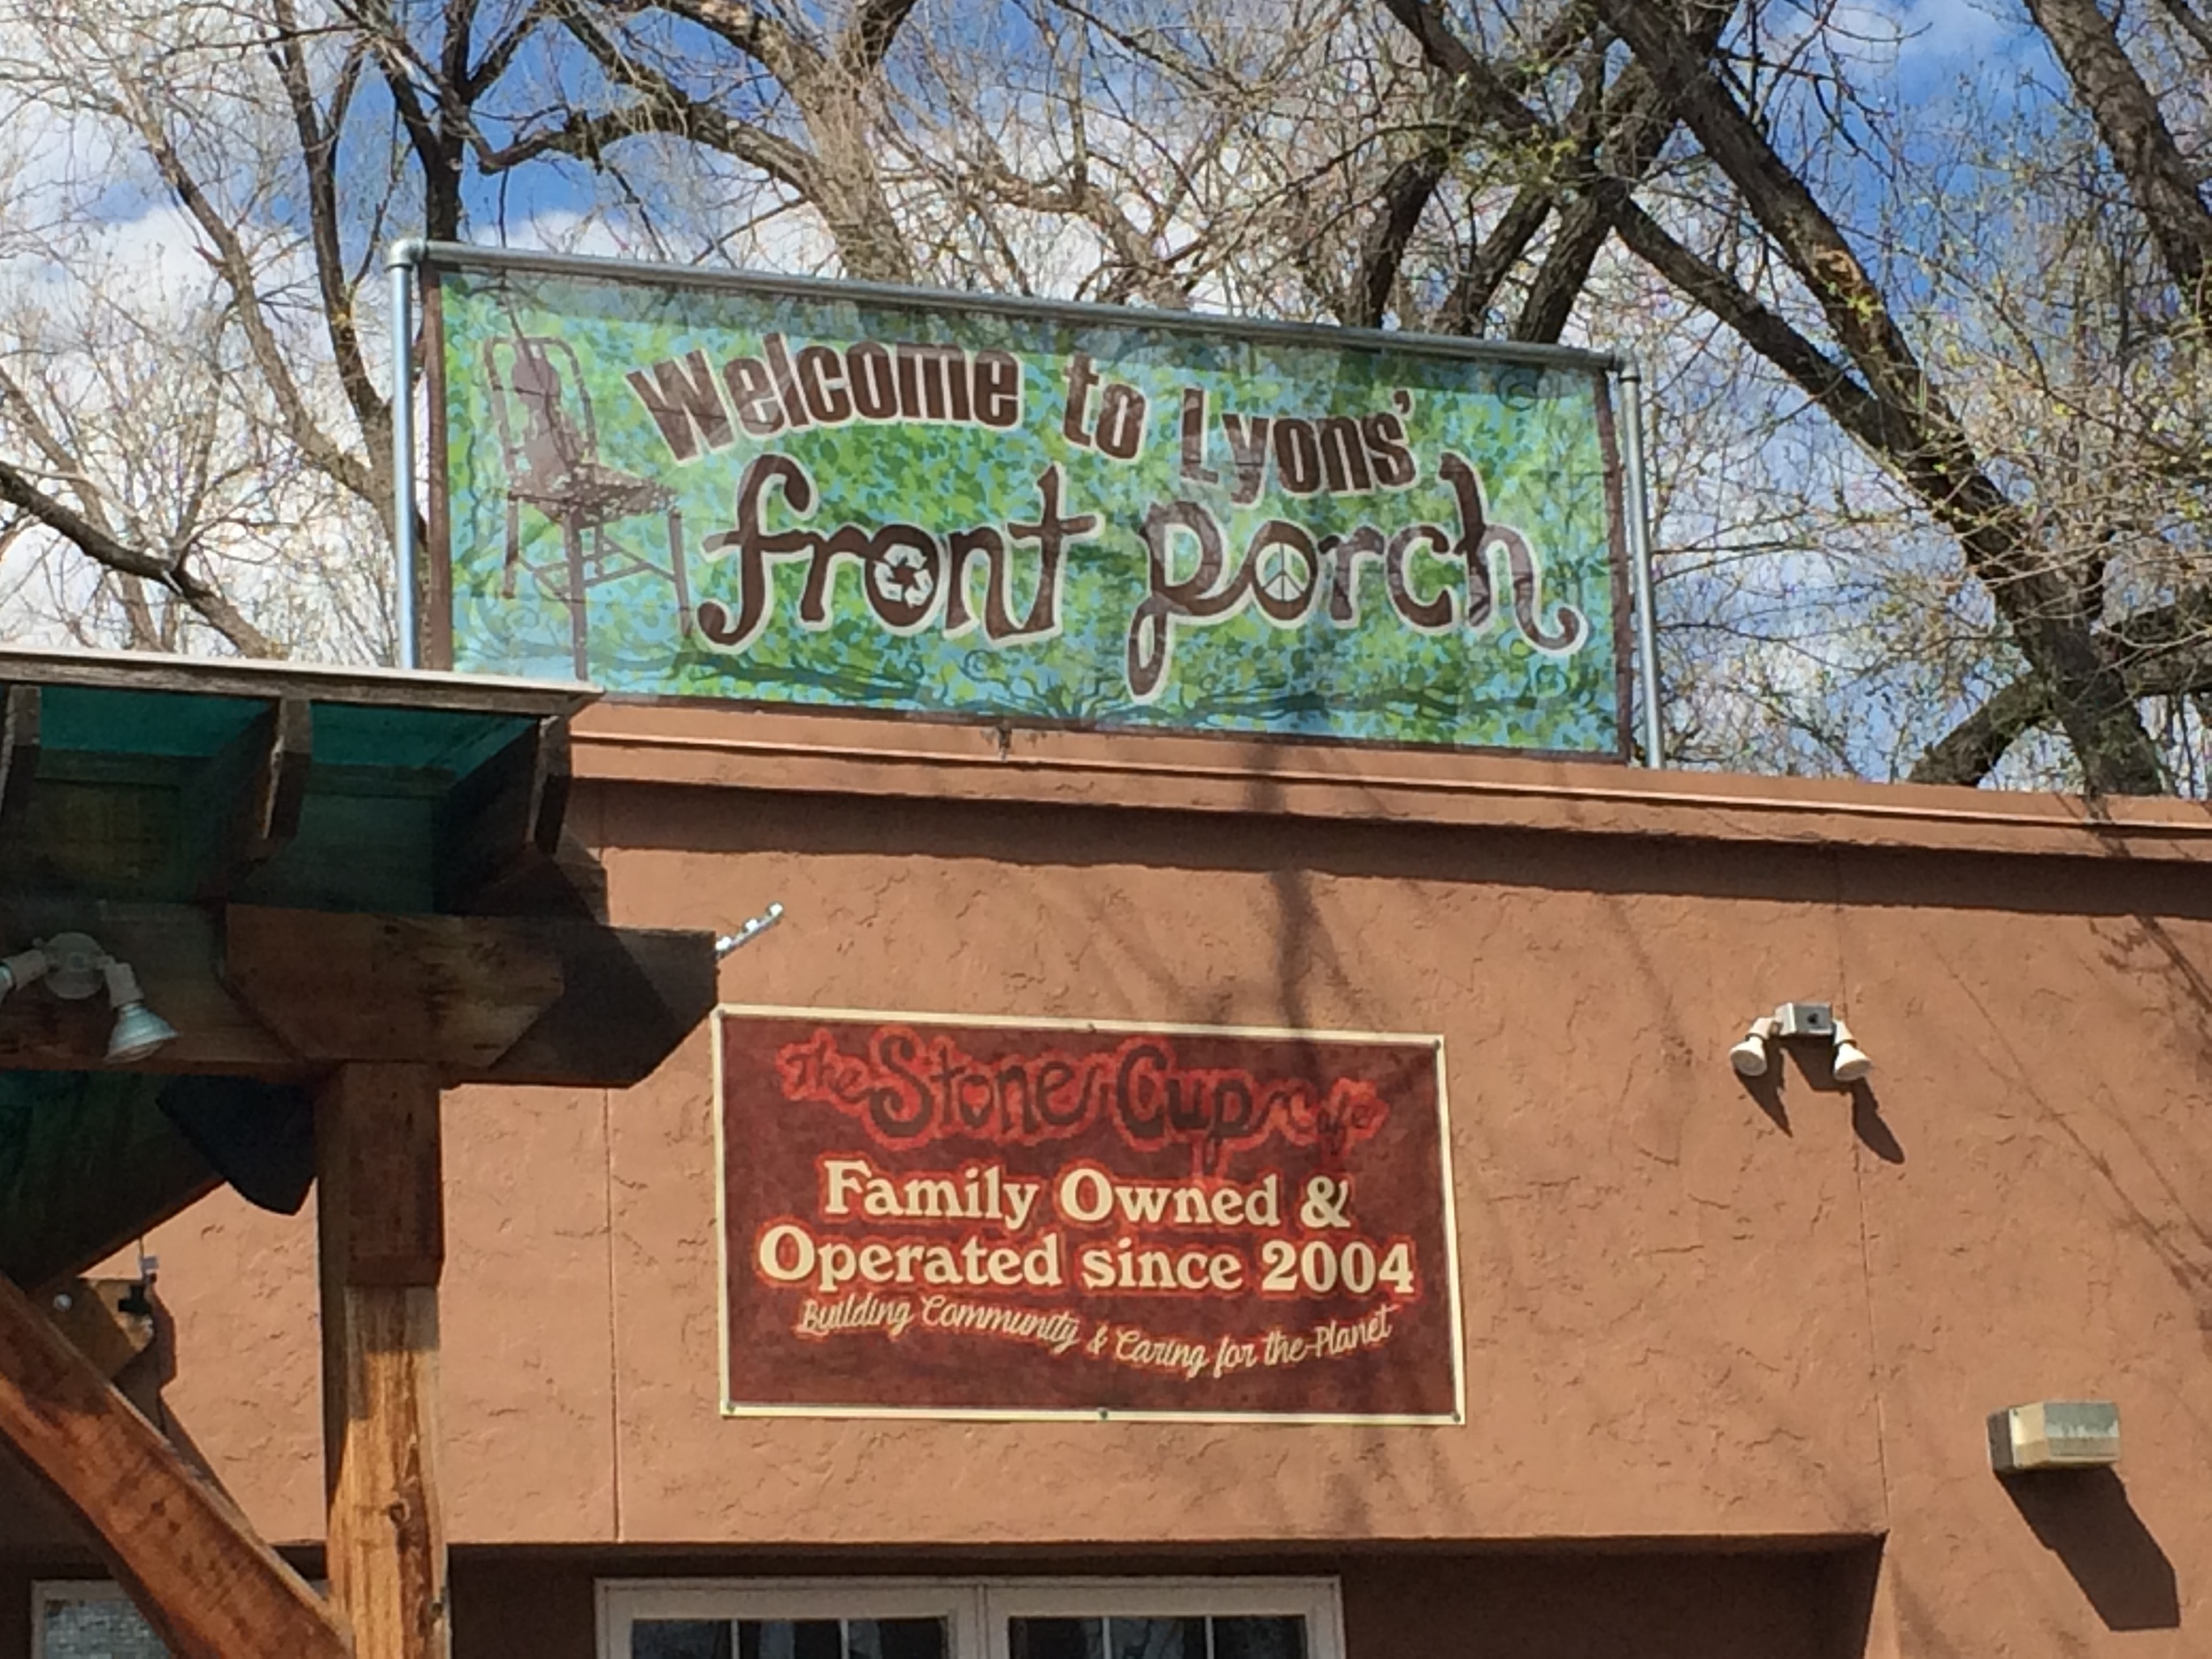 Welcome to Lyons'
front porch
The Stone Cup Cafe
Family Owned &
Operated since 2004
Building Community & Caring for the Planet